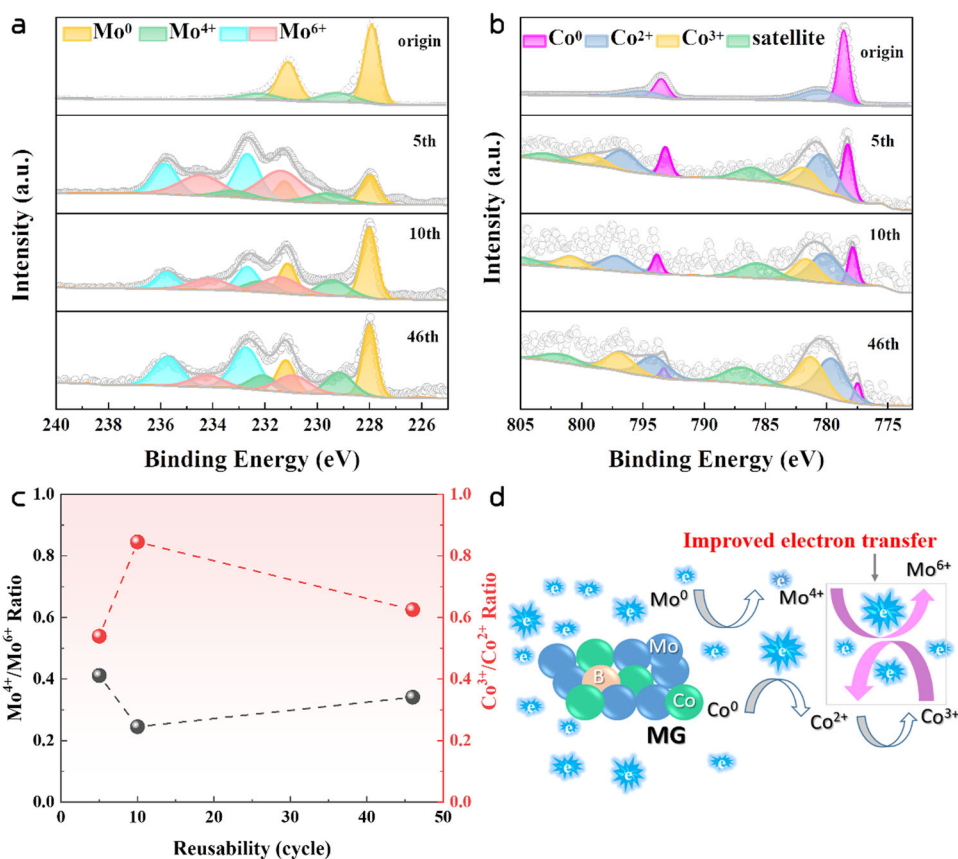 a
Mo⁰ Mo⁴⁺ Mo⁶⁺
origin
5th
10th
46th
Intensity (a.u.)
240 238 236 234 232 230 228 226
Binding Energy (eV)
b
Co⁰ Co²⁺ Co³⁺ satellite
origin
5th
10th
46th
Intensity (a.u.)
805 800 795 790 785 780 775
Binding Energy (eV)
c
1.0 1.0
0.8 0.8
0.6 0.6
0.4 0.4
0.2 0.2
0.0 0.0
Mo⁴⁺/Mo⁶⁺ Ratio
Co³⁺/Co²⁺ Ratio
0 10 20 30 40 50
Reusability (cycle)
d
Improved electron transfer
Mo⁰ Mo⁴⁺ Mo⁶⁺
e e e e e e e e e e e e e e e e e
Mo
B
Co
Co⁰ Co²⁺ Co³⁺
MG